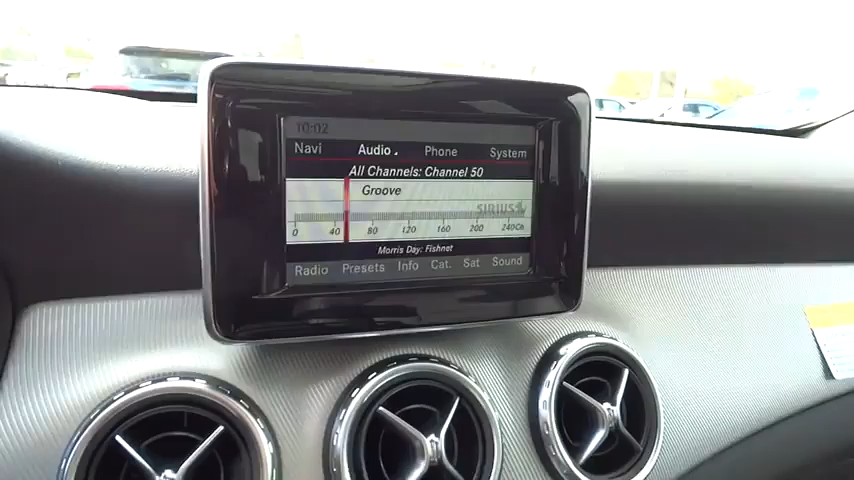 10:02
Navi Audio Phone System
All Channels: Channel 50
Groove
SIRIUS
0 40 80 120 160 200 240Ch
Morris Day: Fishnet
Radio Presets Info Cat. Sat Sound